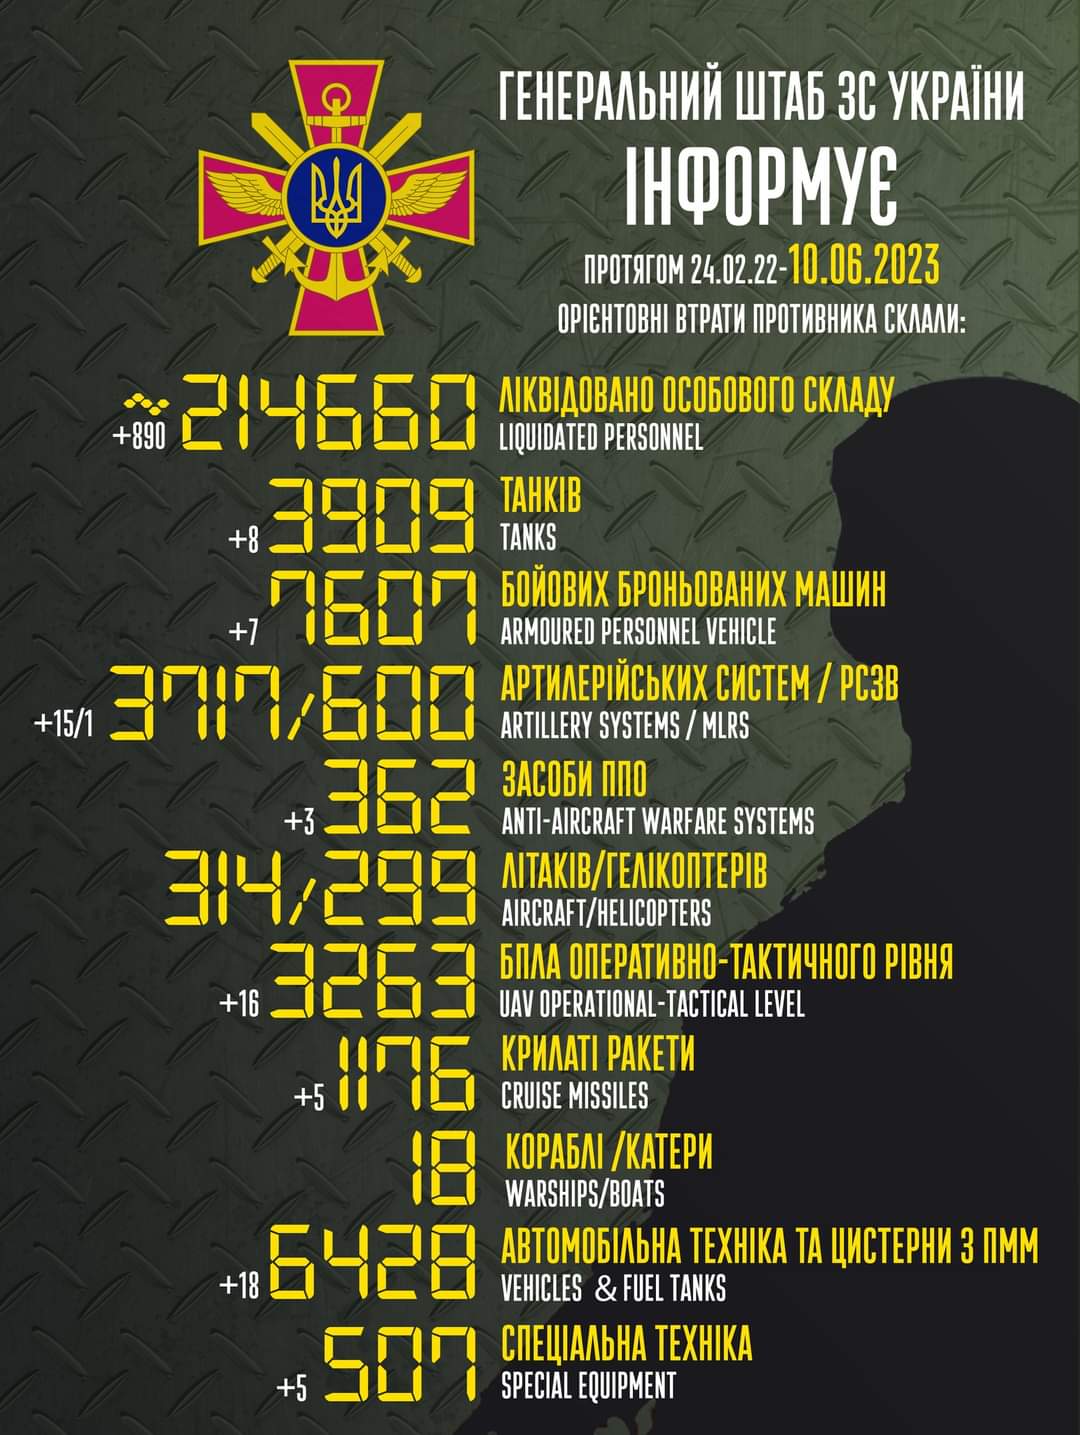 ГЕНЕРАЛЬНИЙ ШТАБ ЗС УКРАЇНИ
ІНФОРМУЄ
ПРОТЯГОМ 24.02.22-10.06.2023
ОРІЄНТОВНІ ВТРАТИ ПРОТИВНИКА СКЛАЛИ:
+890 ~214660 ЛІКВІДОВАНО ОСОБОВОГО СКЛАДУ
LIQUIDATED PERSONNEL
+8 3909 ТАНКІВ
TANKS
+7 7607 БОЙОВИХ БРОНЬОВАНИХ МАШИН
ARMOURED PERSONNEL VEHICLE
+15/1 3717/600 АРТИЛЕРІЙСЬКИХ СИСТЕМ / РСЗВ
ARTILLERY SYSTEMS / MLRS
+3 362 ЗАСОБИ ППО
ANTI-AIRCRAFT WARFARE SYSTEMS
314/299 ЛІТАКІВ/ГЕЛІКОПТЕРІВ
AIRCRAFT/HELICOPTERS
+16 3263 БПЛА ОПЕРАТИВНО-ТАКТИЧНОГО РІВНЯ
UAV OPERATIONAL-TACTICAL LEVEL
+5 1176 КРИЛАТІ РАКЕТИ
CRUISE MISSILES
18 КОРАБЛІ /КАТЕРИ
WARSHIPS/BOATS
+18 6428 АВТОМОБІЛЬНА ТЕХНІКА ТА ЦИСТЕРНИ З ПММ
VEHICLES & FUEL TANKS
+5 507 СПЕЦІАЛЬНА ТЕХНІКА
SPECIAL EQUIPMENT